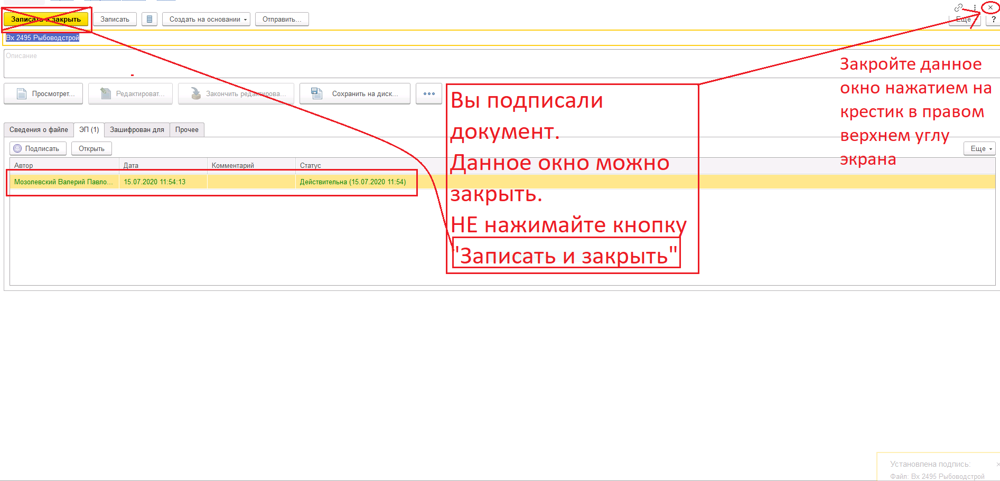 Записать и закрыть
Записать
Создать на основании
Отправить...
Еще
?
Вх 2495 Рыбоводстрой
Описание
Просмотрет...
Редактироват...
Закончить редактирова...
Сохранить на диск...
Вы подписали
документ.
Данное окно можно
закрыть.
НЕ нажимайте кнопку
"Записать и закрыть"
Закройте данное
окно нажатием на
крестик в правом
верхнем углу
экрана
Сведения о файле
ЭП (1)
Зашифрован для
Прочее
Подписать
Открыть
Еще
Автор
Дата
Комментарий
Статус
Мозолевский Валерий Павло...
15.07.2020 11:54:13
Действительна (15.07.2020 11:54)
Установлена подпись:
Файл: Вх 2495 Рыбоводстрой